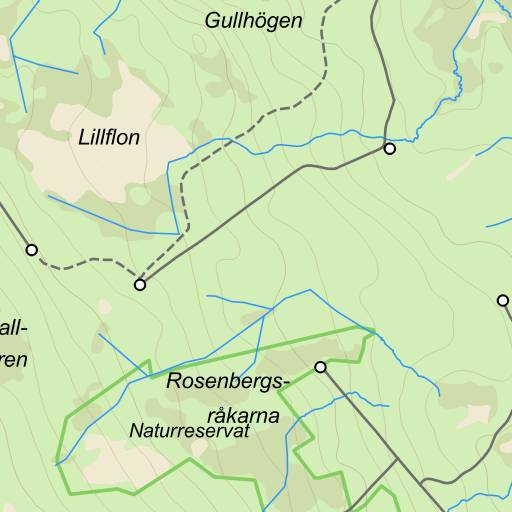 Gullhögen
Lillflon
all-
ren
Rosenbergs-
råkarna
Naturreservat